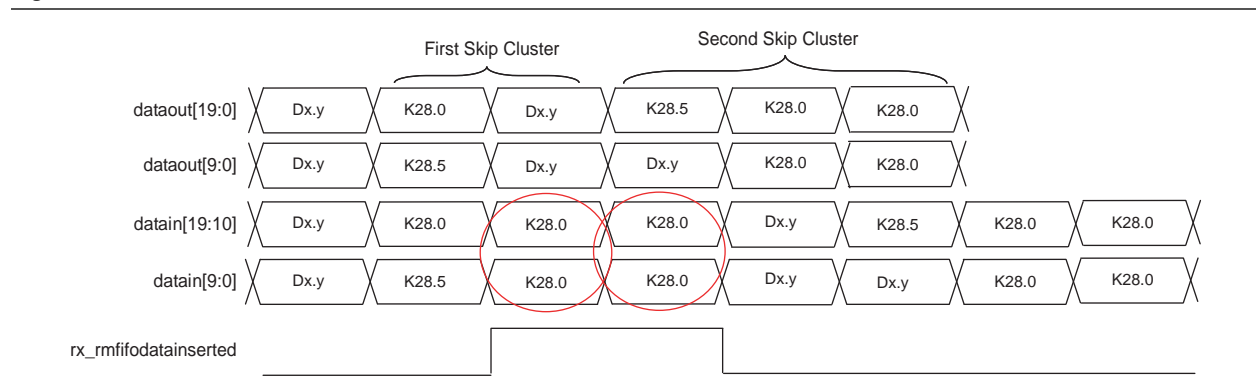 First Skip Cluster Second Skip Cluster
dataout[19:0] Dx.y K28.0 Dx.y K28.5 K28.0 K28.0
dataout[9:0] Dx.y K28.5 Dx.y Dx.y K28.0 K28.0
datain[19:10] Dx.y K28.0 K28.0 K28.0 Dx.y K28.5 K28.0 K28.0
datain[9:0] Dx.y K28.5 K28.0 K28.0 Dx.y Dx.y K28.0 K28.0
rx_rmfifodatainserted